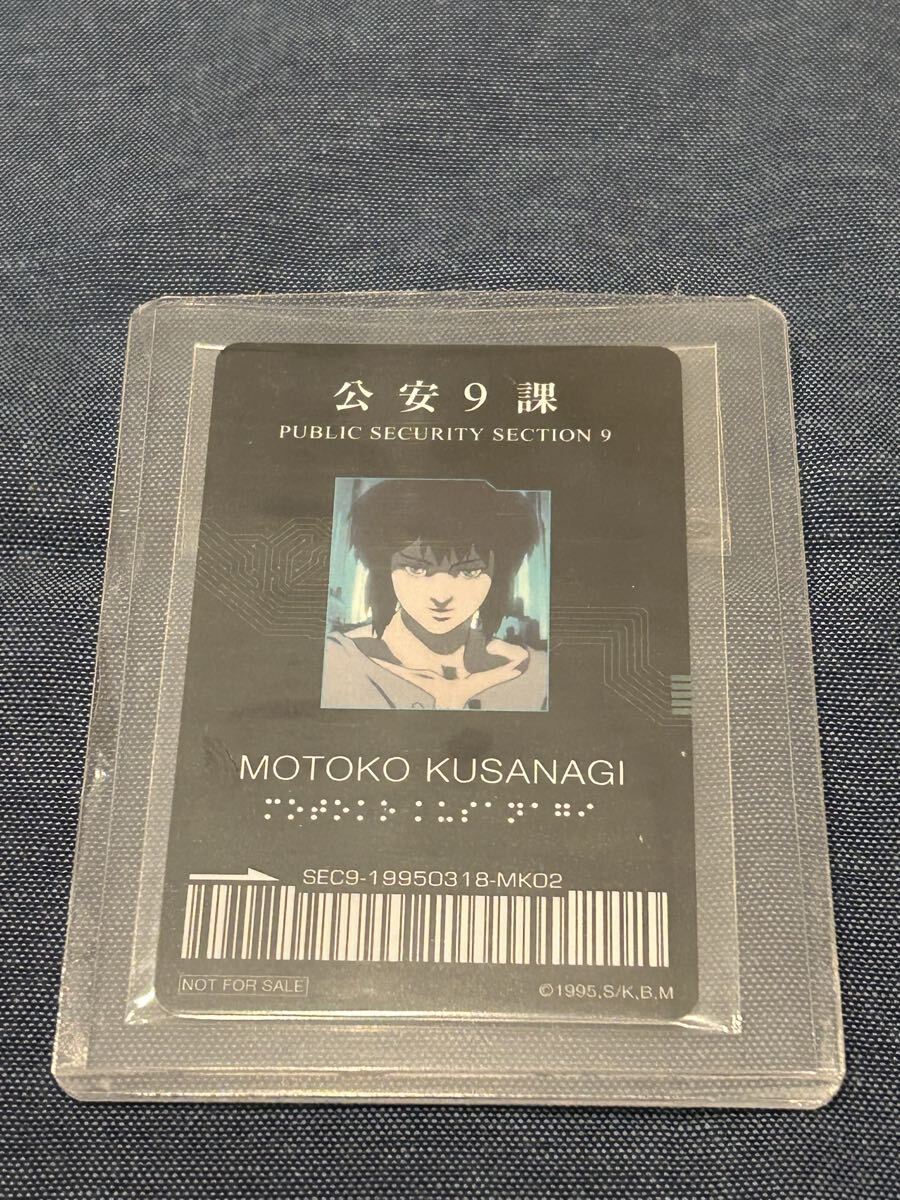 公安9課
PUBLIC SECURITY SECTION 9
MOTOKO KUSANAGI
⠍⠕⠞⠕⠅⠕ ⠅⠥⠎⠁⠝⠁⠛⠊
SEC9-19950318-MK02
NOT FOR SALE
©1995,S/K,B,M